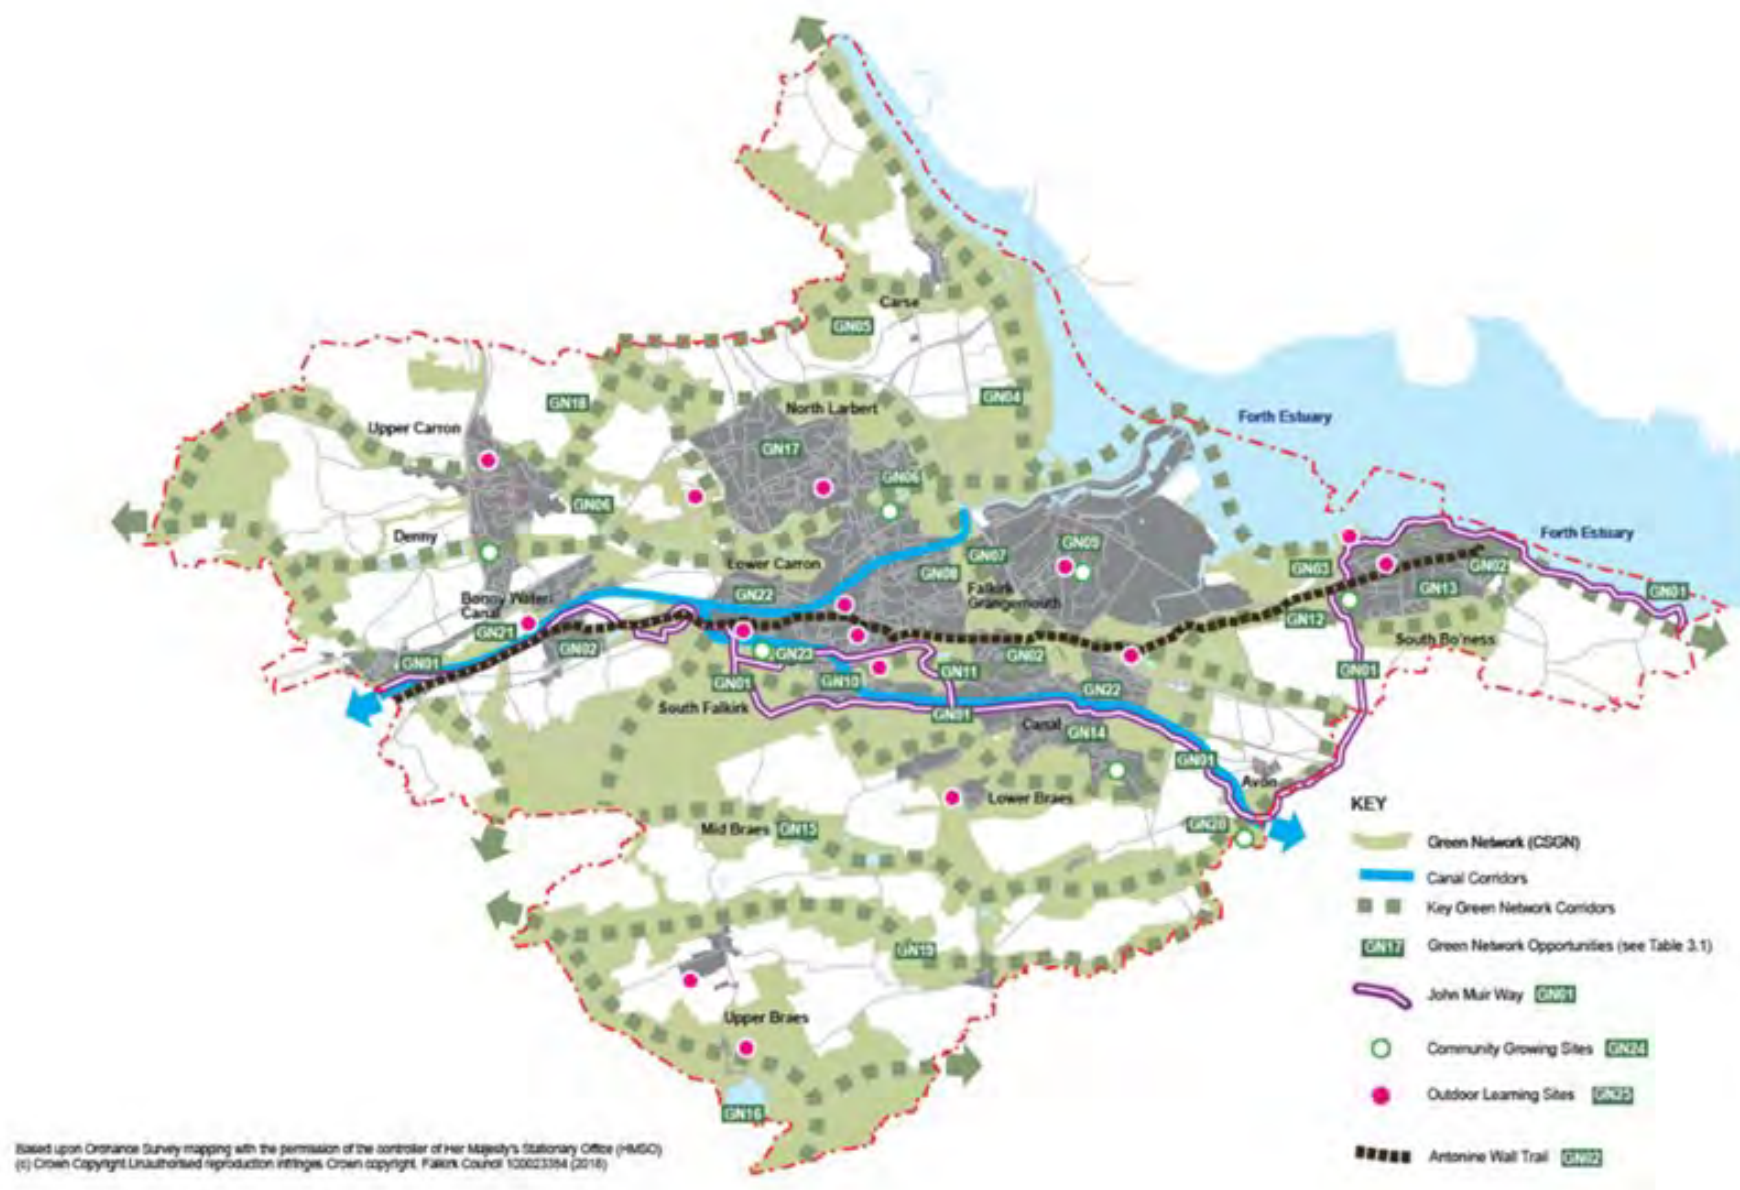 Carse
GN05
GN18
GN04
Forth Estuary
Upper Carron
North Larbert
GN17
GN06
GN06
Denny
Forth Estuary
Lower Carron
GN07
GN09
GN08
GN03
GN02
Falkirk
Grangemouth
GN13
GN01
GN22
Bonny Water
Canal
GN21
GN12
South Bo'ness
GN02
GN01
GN23
GN02
GN11
GN01
GN10
GN22
GN01
South Falkirk
GN01
Canal
GN14
GN01
Avon
Lower Braes
Mid Braes
GN15
GN20
GN19
Upper Braes
GN16
KEY
Green Network (CSGN)
Canal Corridors
Key Green Network Corridors
GN17 Green Network Opportunities (see Table 3.1)
John Muir Way GN01
Community Growing Sites GN24
Outdoor Learning Sites GN25
Antonine Wall Trail GN02
Based upon Ordnance Survey mapping with the permission of the controller of Her Majesty's Stationary Office (HMSO)
(c) Crown Copyright.Unauthorised reproduction infringes Crown copyright. Falkirk Council (2018)